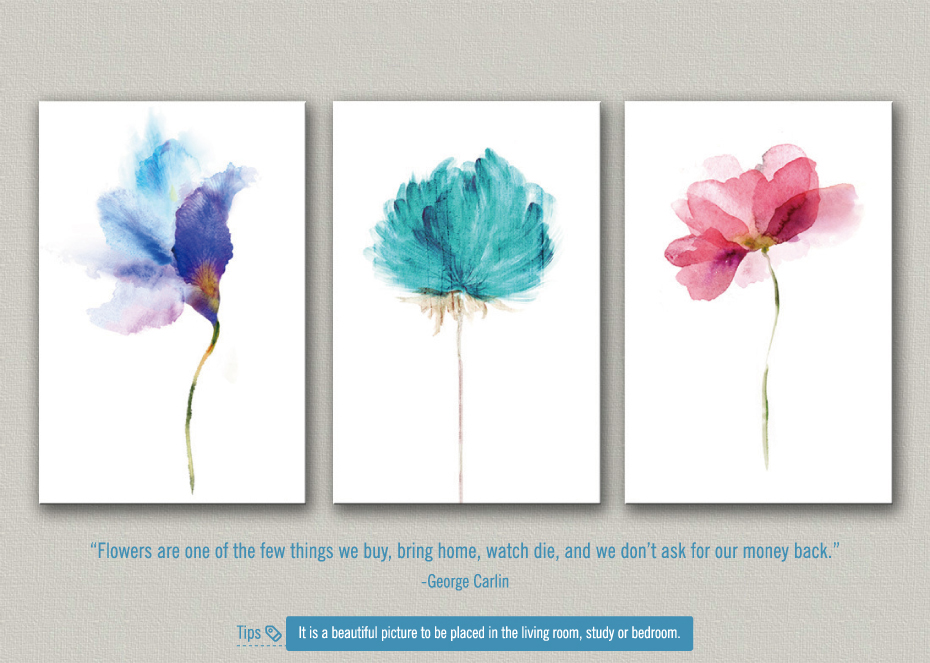 “Flowers are one of the few things we buy, bring home, watch die, and we don’t ask for our money back.”
-George Carlin
Tips It is a beautiful picture to be placed in the living room, study or bedroom.